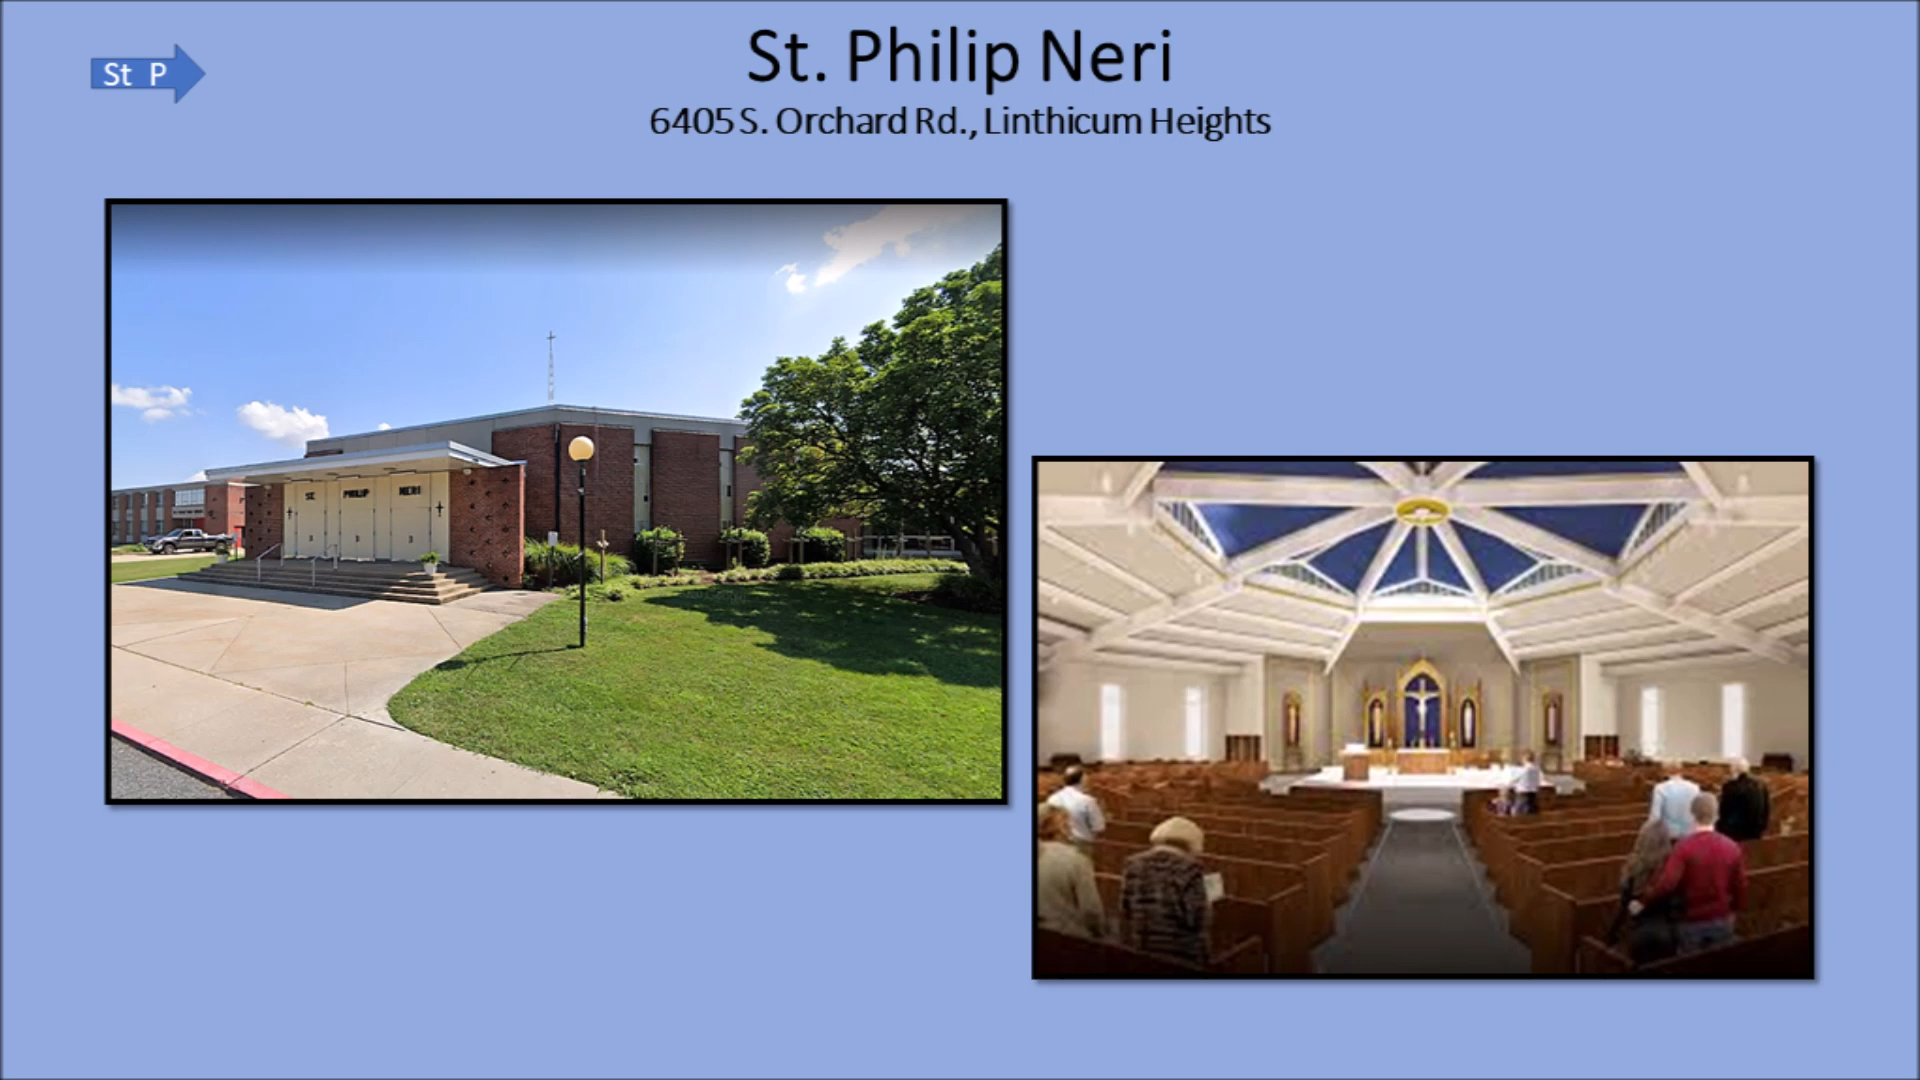 St P
St. Philip Neri
6405 S. Orchard Rd., Linthicum Heights
ST. PHILIP NERI